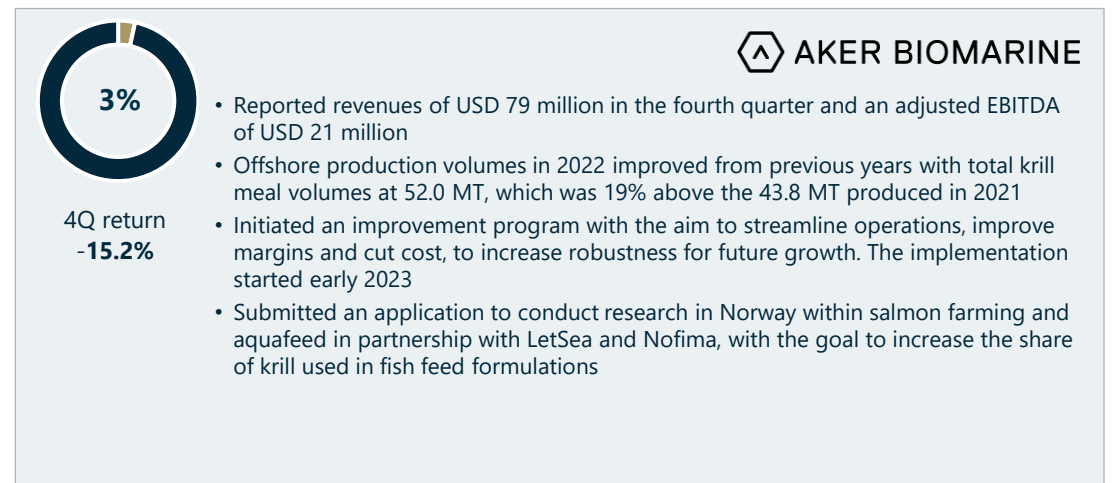 AKER BIOMARINE
3%
4Q return
-15.2%
• Reported revenues of USD 79 million in the fourth quarter and an adjusted EBITDA
of USD 21 million
• Offshore production volumes in 2022 improved from previous years with total krill
meal volumes at 52.0 MT, which was 19% above the 43.8 MT produced in 2021
• Initiated an improvement program with the aim to streamline operations, improve
margins and cut cost, to increase robustness for future growth. The implementation
started early 2023
• Submitted an application to conduct research in Norway within salmon farming and
aquafeed in partnership with LetSea and Nofima, with the goal to increase the share
of krill used in fish feed formulations